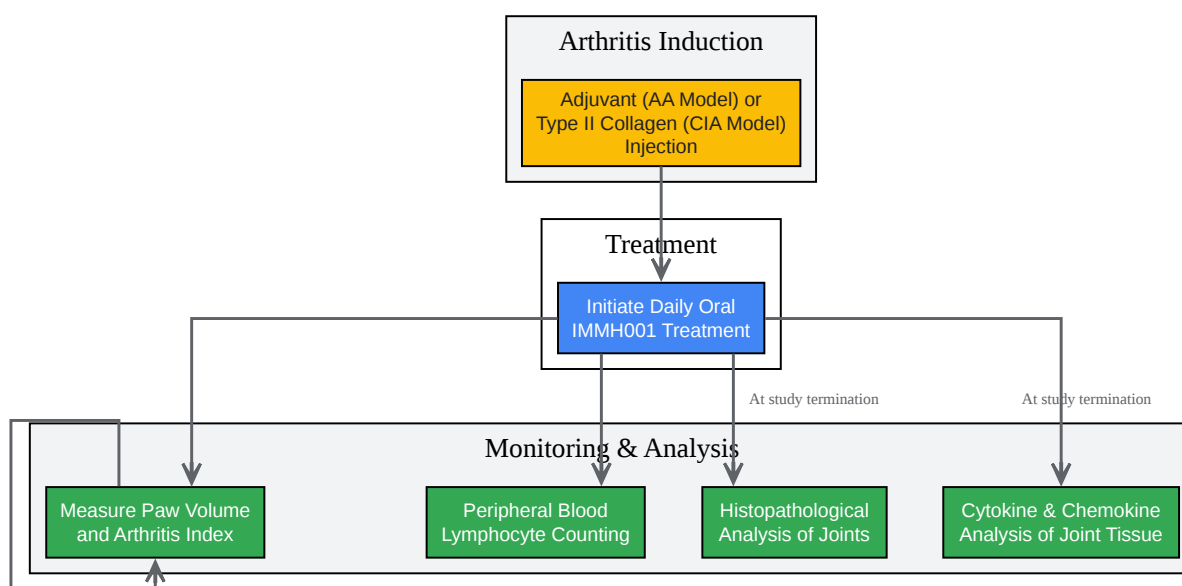 Arthritis Induction
Adjuvant (AA Model) or
Type II Collagen (CIA Model)
Injection
Treatment
Initiate Daily Oral
IMMH001 Treatment
At study termination
At study termination
Monitoring & Analysis
Measure Paw Volume
and Arthritis Index
Peripheral Blood
Lymphocyte Counting
Histopathological
Analysis of Joints
Cytokine & Chemokine
Analysis of Joint Tissue